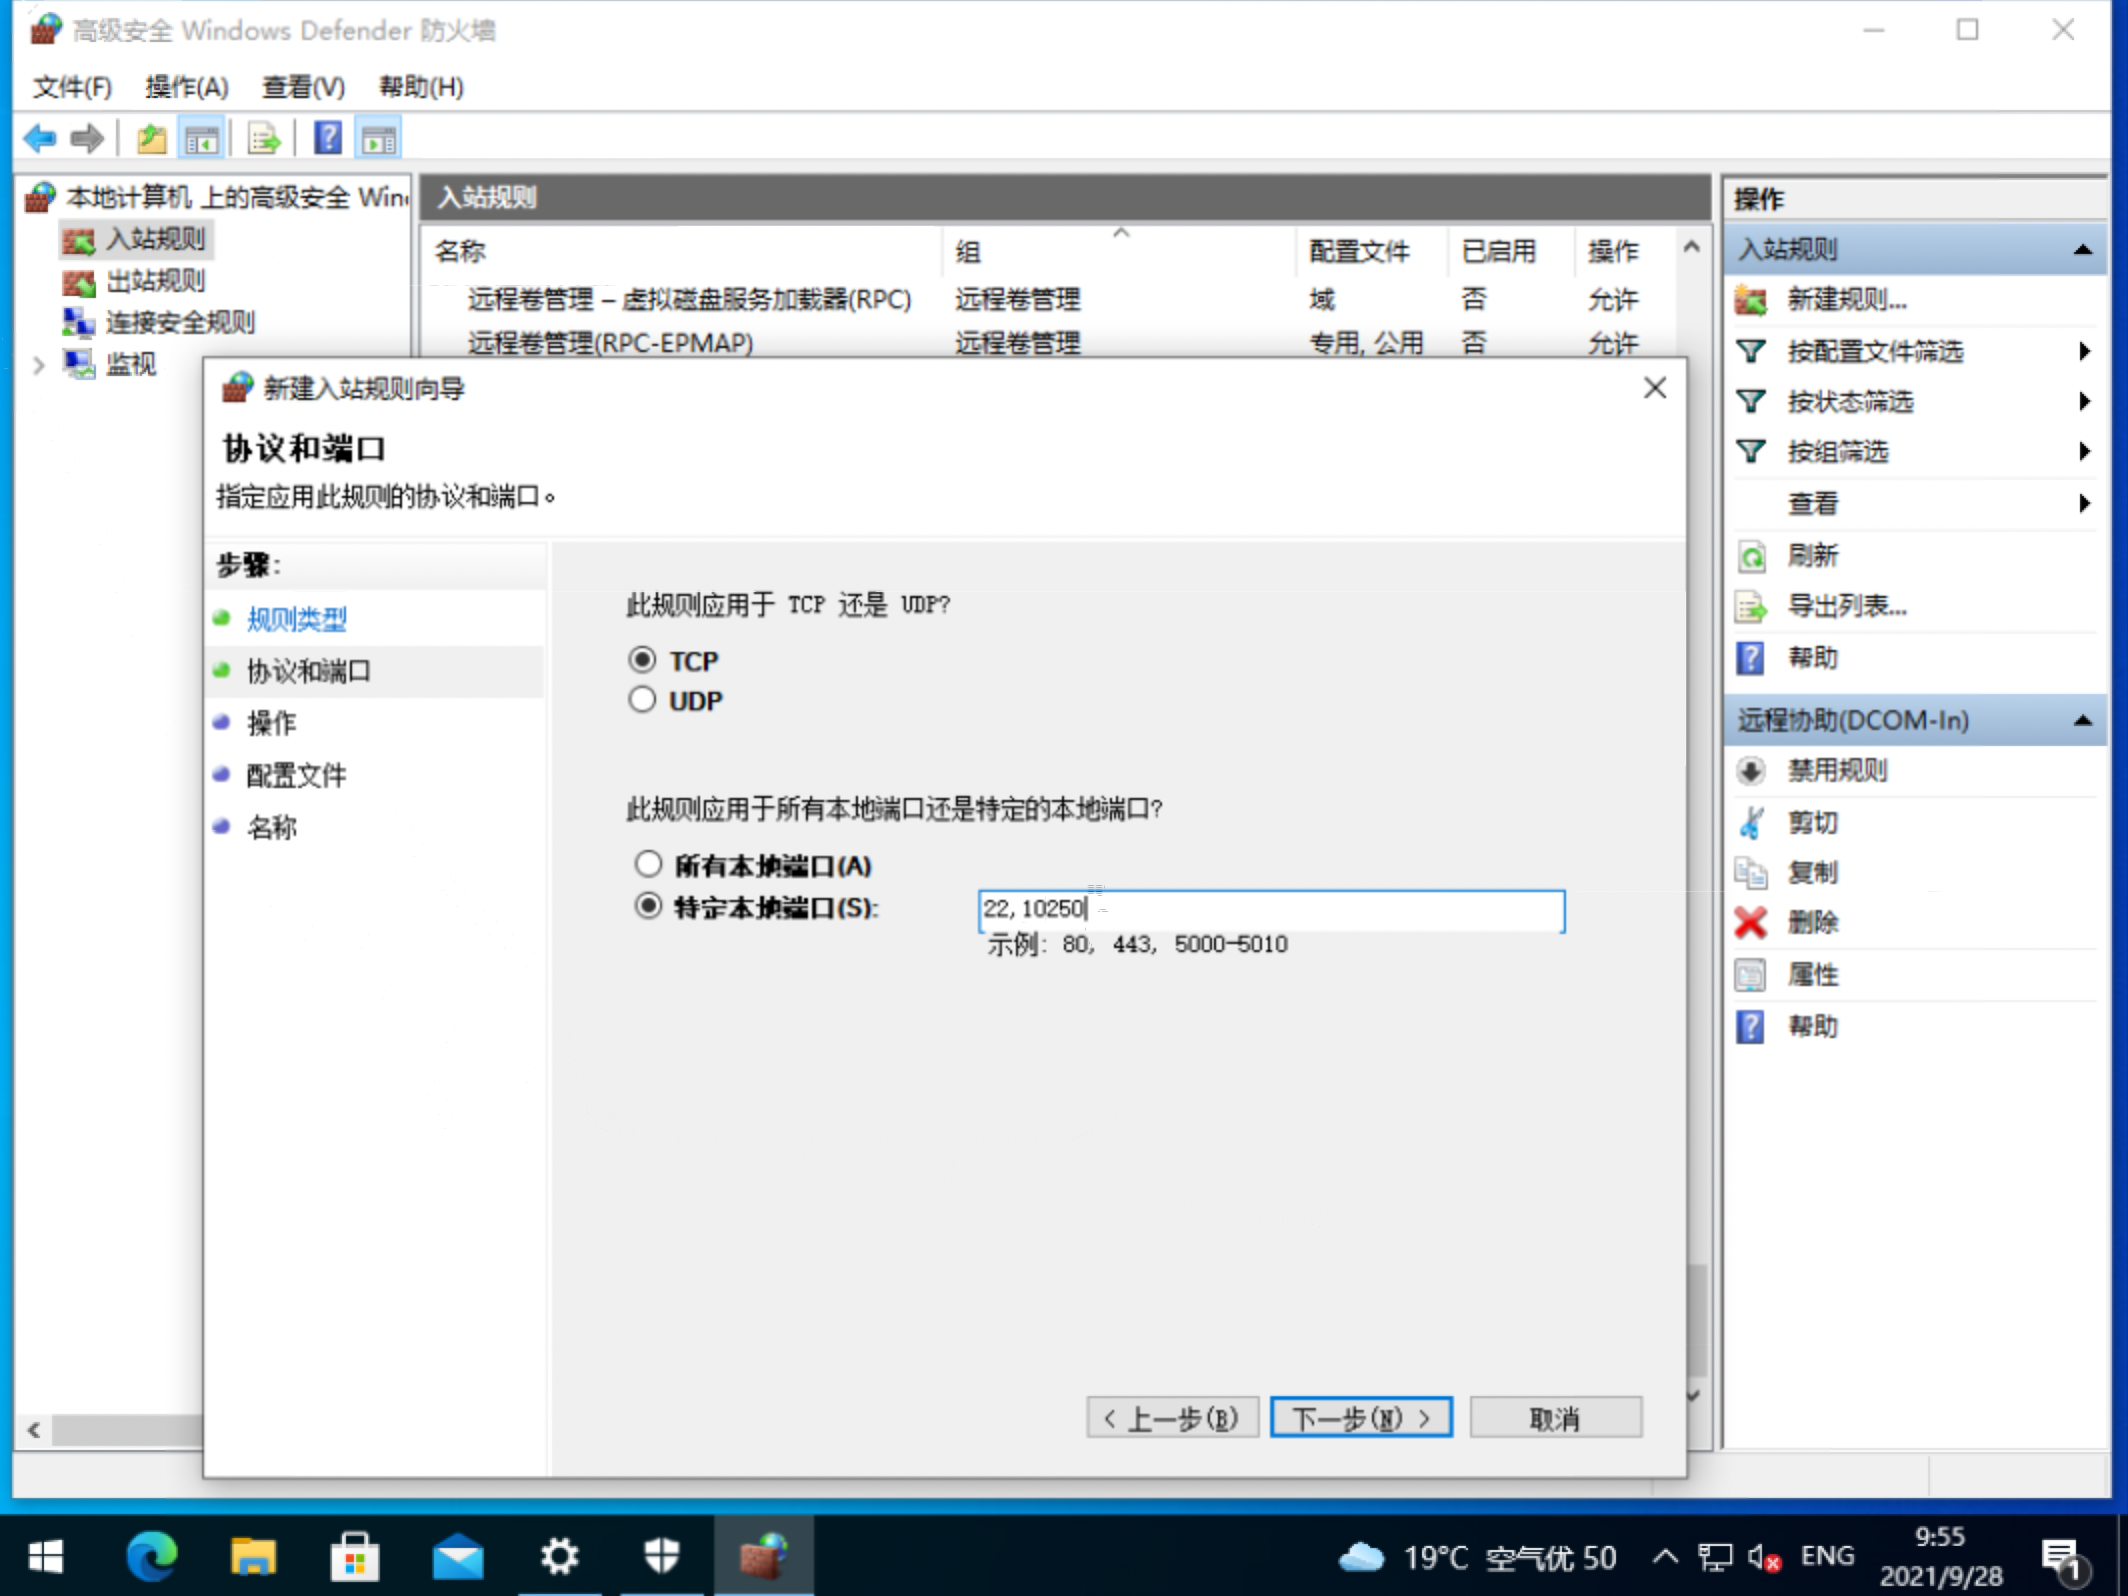 高级安全 Windows Defender 防火墙
文件(F) 操作(A) 查看(V) 帮助(H)
本地计算机 上的高级安全 Wind
入站规则
出站规则
连接安全规则
监视
入站规则
名称 组 配置文件 已启用 操作
远程卷管理 – 虚拟磁盘服务加载器(RPC) 远程卷管理 域 否 允许
远程卷管理(RPC-EPMAP) 远程卷管理 专用, 公用 否 允许
新建入站规则向导
协议和端口
指定应用此规则的协议和端口。
步骤:
规则类型
协议和端口
操作
配置文件
名称
此规则应用于 TCP 还是 UDP?
TCP
UDP
此规则应用于所有本地端口还是特定的本地端口?
所有本地端口(A)
特定本地端口(S):
22,10250
示例: 80, 443, 5000-5010
< 上一步(B) 下一步(N) > 取消
操作
入站规则
新建规则...
按配置文件筛选
按状态筛选
按组筛选
查看
刷新
导出列表...
帮助
远程协助(DCOM-In)
禁用规则
剪切
复制
删除
属性
帮助
19°C 空气优 50 ENG
9:55
2021/9/28
1